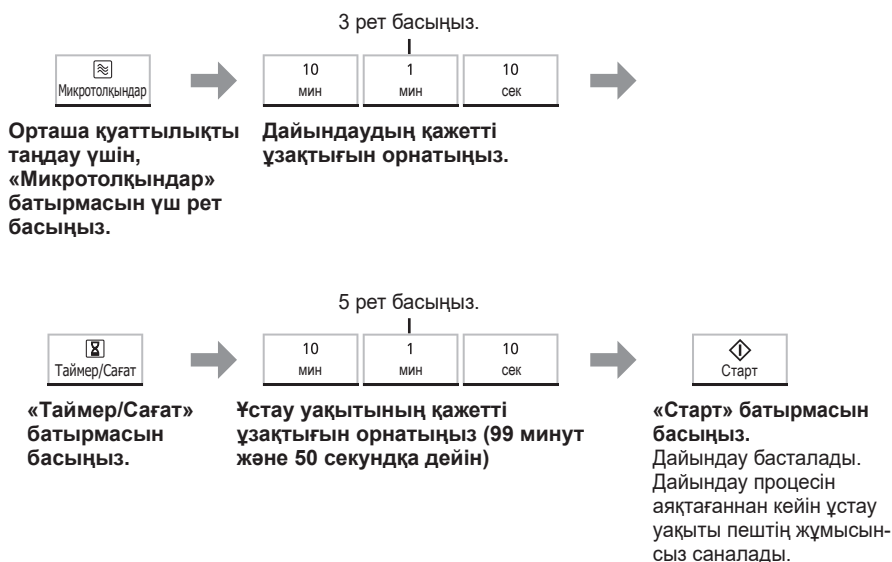 3 рет басыңыз.
10 1 10
Микротолқындар мин мин сек
Орташа қуаттылықты
таңдау үшін,
«Микротолқындар»
батырмасын үш рет
басыңыз.
Дайындаудың қажетті
ұзақтығын орнатыңыз.
5 рет басыңыз.
10 1 10
Таймер/Сағат мин мин сек Старт
«Таймер/Сағат»
батырмасын
басыңыз.
Ұстау уақытының қажетті
ұзақтығын орнатыңыз (99 минут
және 50 секундқа дейін)
«Старт» батырмасын
басыңыз.
Дайындау басталады.
Дайындау процесін
аяқтағаннан кейін ұстау
уақыты пештің жұмысын-
сыз саналады.